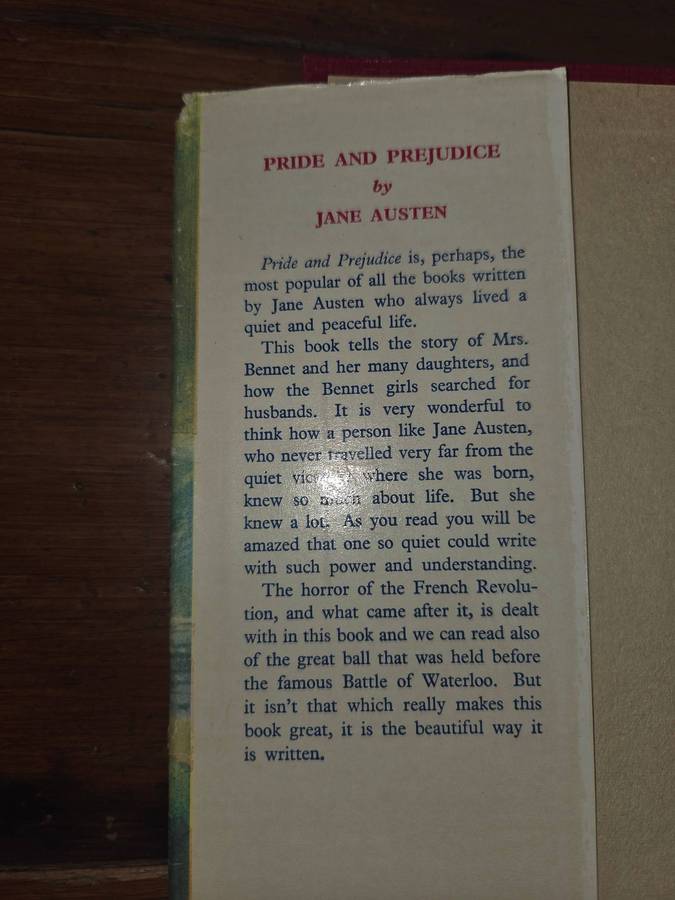 PRIDE AND PREJUDICE
by
JANE AUSTEN
Pride and Prejudice is, perhaps, the
most popular of all the books written
by Jane Austen who always lived a
quiet and peaceful life.
This book tells the story of Mrs.
Bennet and her many daughters, and
how the Bennet girls searched for
husbands. It is very wonderful to
think how a person like Jane Austen,
who never travelled very far from the
quiet where she was born,
knew so much about life. But she
knew a lot. As you read you will be
amazed that one so quiet could write
with such power and understanding.
The horror of the French Revolu-
tion, and what came after it, is dealt
with in this book and we can read also
of the great ball that was held before
the famous Battle of Waterloo. But
it isn't that which really makes this
book great, it is the beautiful way it
is written.